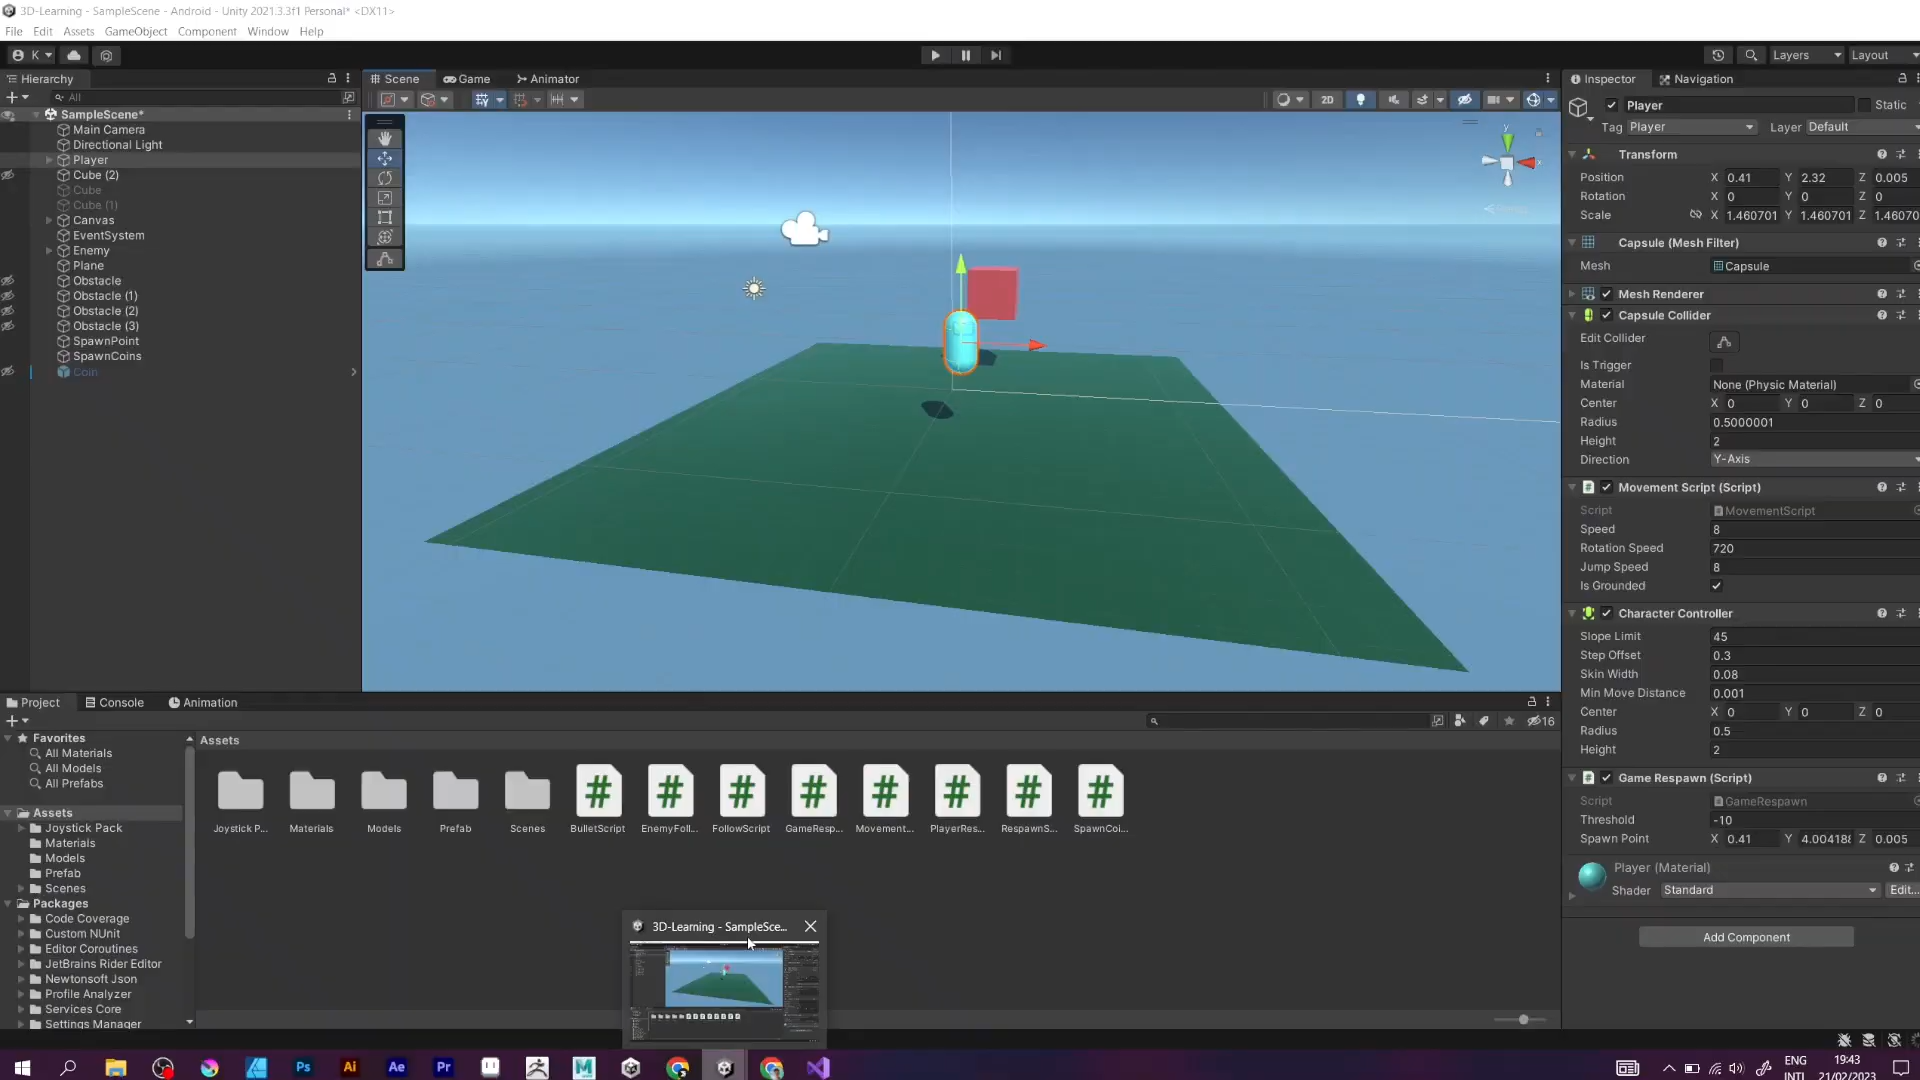 3D-Learning - SampleScene - Android - Unity 2021.3.3f1 Personal* <DX11>
File Edit Assets GameObject Component Window Help
K Layers Layout
Hierarchy
All
SampleScene*
Main Camera
Directional Light
Player
Cube (2)
Cube
Cube (1)
Canvas
EventSystem
Enemy
Plane
Obstacle
Obstacle (1)
Obstacle (2)
Obstacle (3)
SpawnPoint
SpawnCoins
Coin
Scene Game Animator
2D
y
x
Inspector Navigation
Player Static
Tag Player Layer Default
Transform
Position X 0.41 Y 2.32 Z 0.005
Rotation X 0 Y 0 Z 0
Scale X 1.460701 Y 1.460701 Z 1.46070
Capsule (Mesh Filter)
Mesh Capsule
Mesh Renderer
Capsule Collider
Edit Collider
Is Trigger
Material None (Physic Material)
Center X 0 Y 0 Z 0
Radius 0.5000001
Height 2
Direction Y-Axis
Movement Script (Script)
Script MovementScript
Speed 8
Rotation Speed 720
Jump Speed 8
Is Grounded
Character Controller
Slope Limit 45
Step Offset 0.3
Skin Width 0.08
Min Move Distance 0.001
Center X 0 Y 0 Z 0
Radius 0.5
Height 2
Game Respawn (Script)
Script GameRespawn
Threshold -10
Spawn Point X 0.41 Y 4.004188 Z 0.005
Player (Material)
Shader Standard Edit...
Add Component
Project Console Animation
16
Favorites
All Materials
All Models
All Prefabs
Assets
Joystick Pack
Materials
Models
Prefab
Scenes
Packages
Code Coverage
Custom NUnit
Editor Coroutines
JetBrains Rider Editor
Newtonsoft Json
Profile Analyzer
Services Core
Settings Manager
Assets
Joystick P... Materials Models Prefab Scenes BulletScript EnemyFoll... FollowScript GameResp... Movement... PlayerRes... RespawnS... SpawnCoi...
3D-Learning - SampleSce...
Ps Ai Ae Pr
ENG
INTL
19:43
21/02/2023